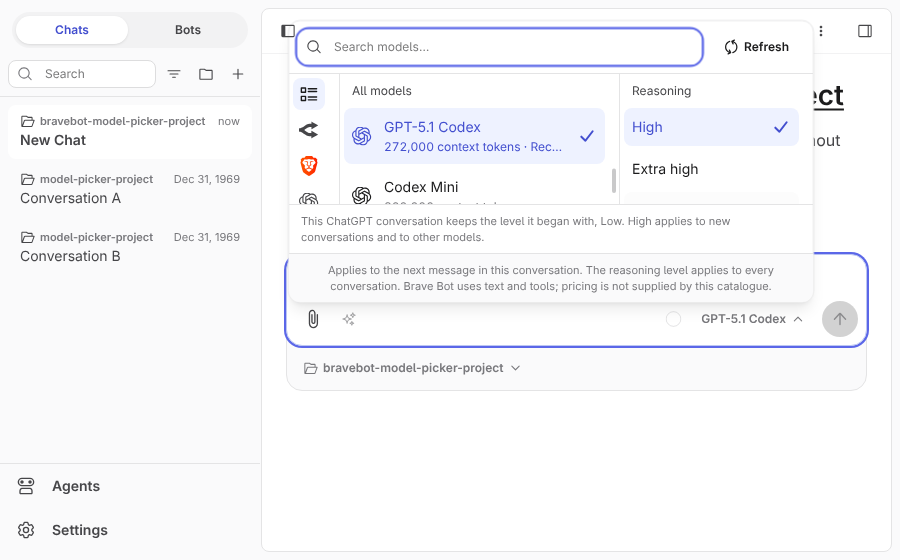 Chats
Bots
Search
bravebot-model-picker-project now
New Chat
model-picker-project Dec 31, 1969
Conversation A
model-picker-project Dec 31, 1969
Conversation B
Agents
Settings
Search models...
Refresh
All models
GPT-5.1 Codex
272,000 context tokens · Rec...
Codex Mini
Reasoning
High
Extra high
This ChatGPT conversation keeps the level it began with, Low. High applies to new
conversations and to other models.
Applies to the next message in this conversation. The reasoning level applies to every
conversation. Brave Bot uses text and tools; pricing is not supplied by this catalogue.
GPT-5.1 Codex
bravebot-model-picker-project